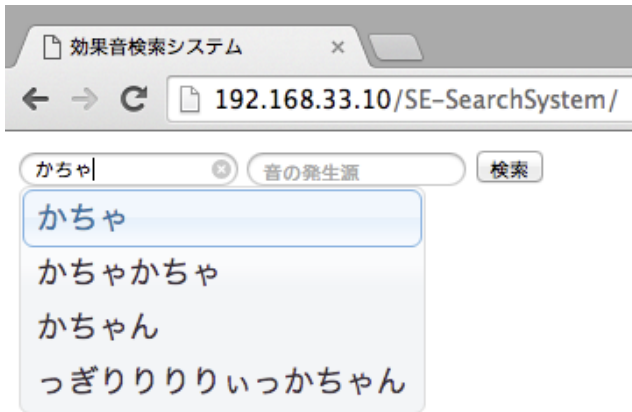 効果音検索システム
192.168.33.10/SE-SearchSystem/
かちゃ 音の発生源 検索
かちゃ
かちゃかちゃ
かちゃん
っぎりりりりぃっかちゃん